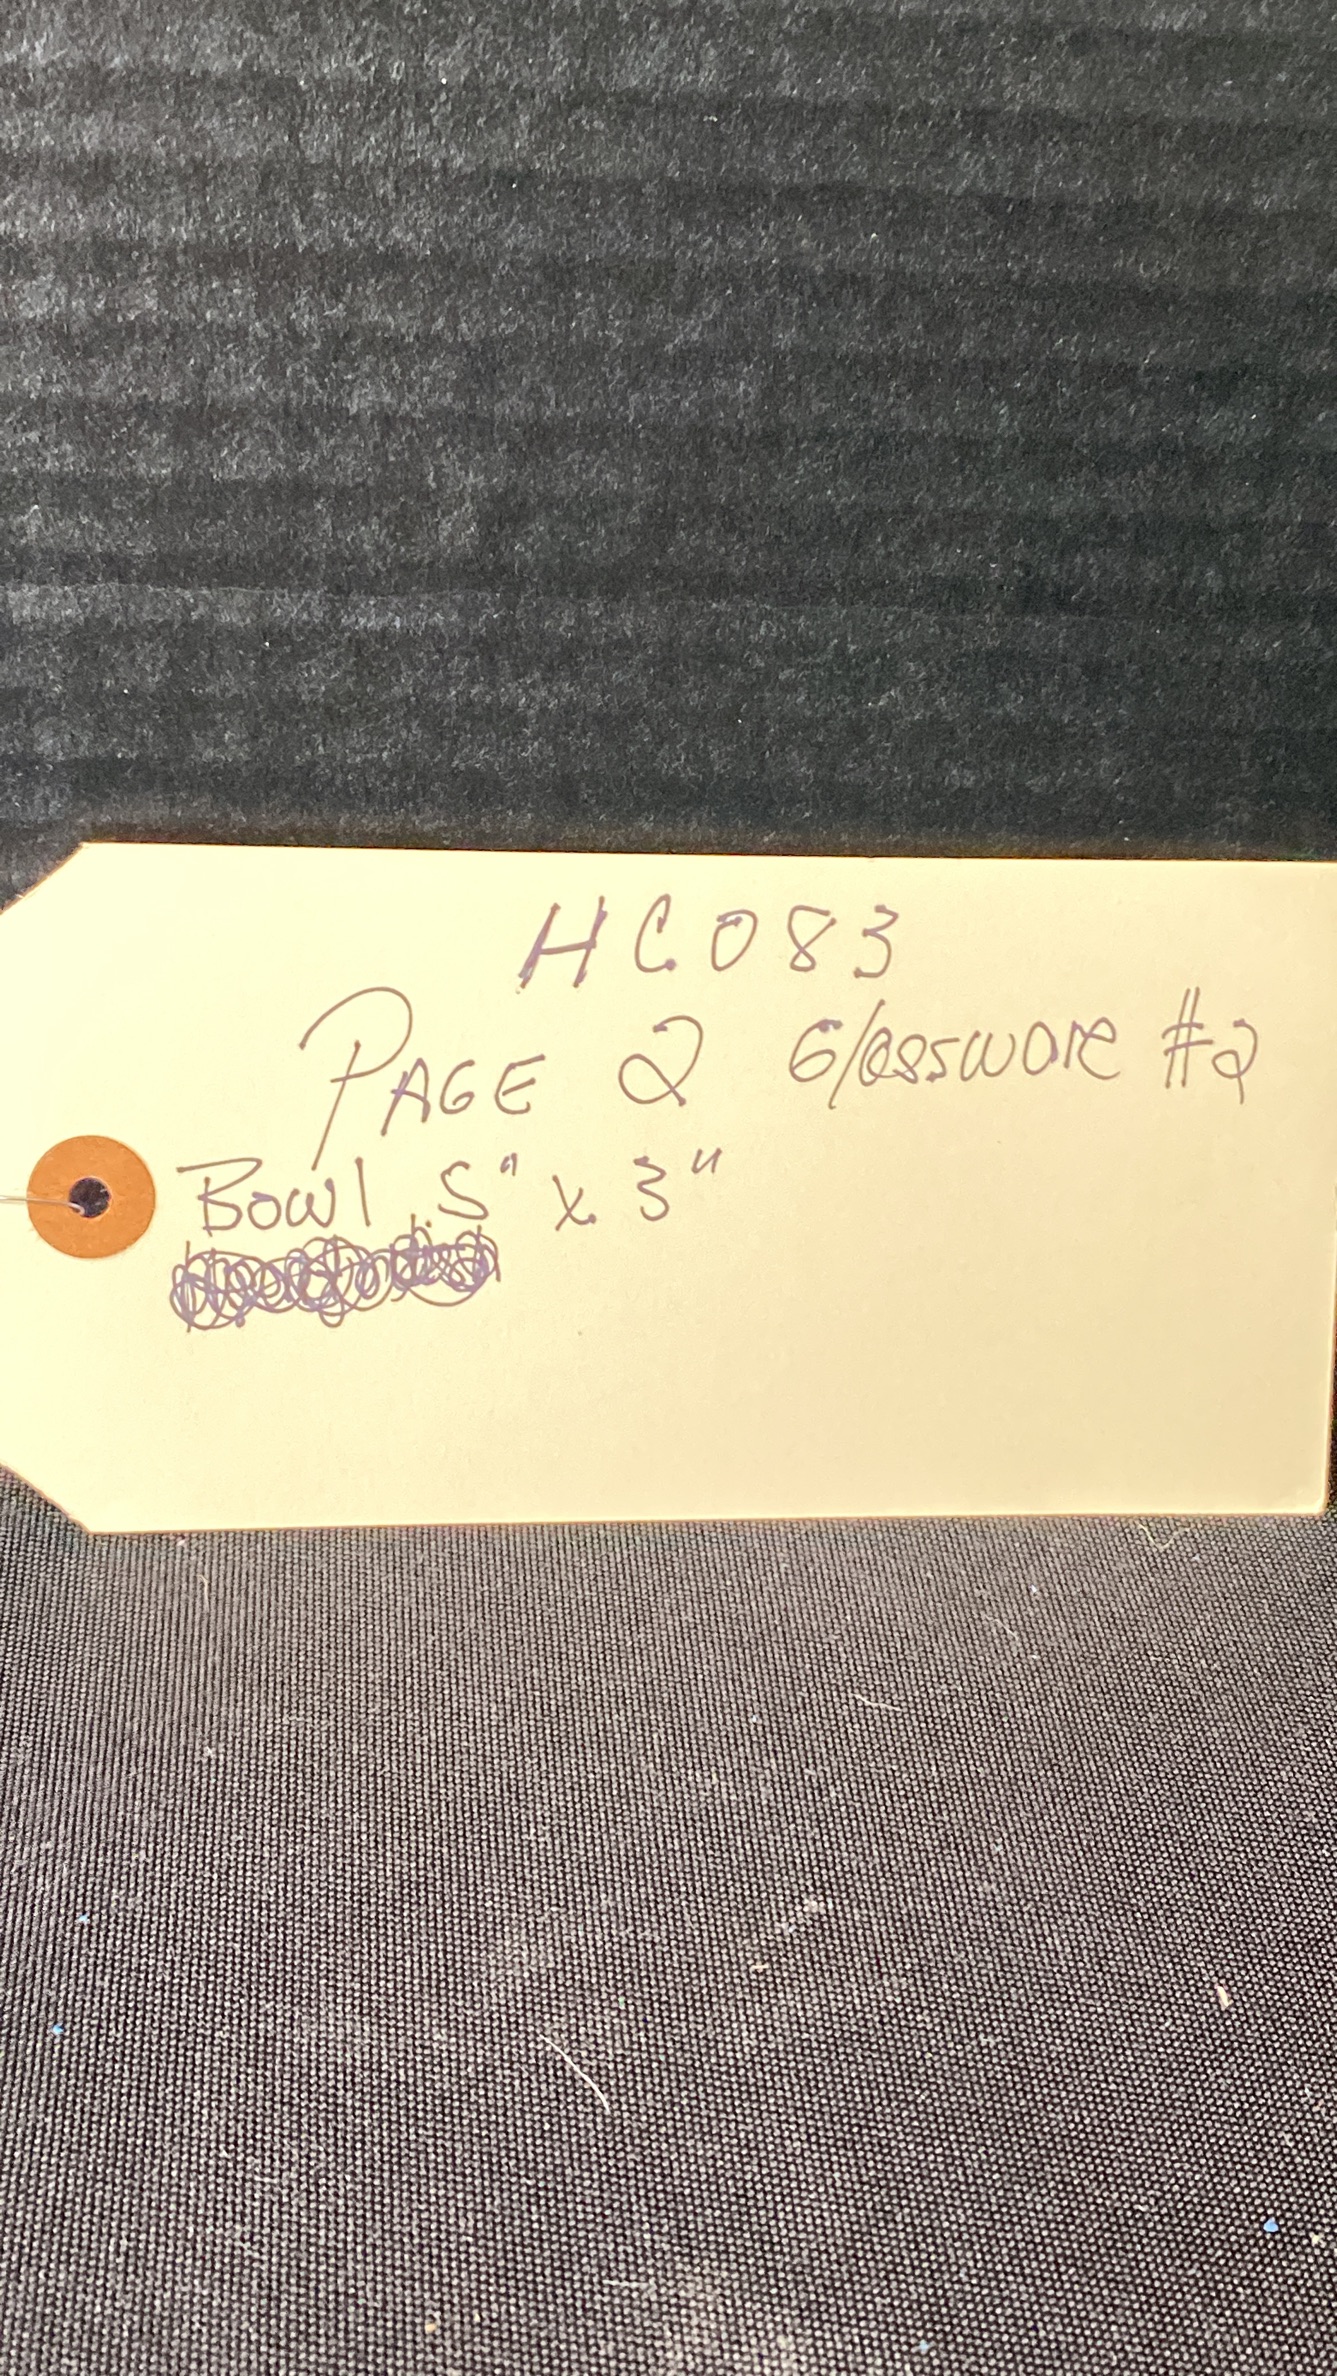 HC083
PAGE 2 Glassware #2
Bowl 5" x 3"